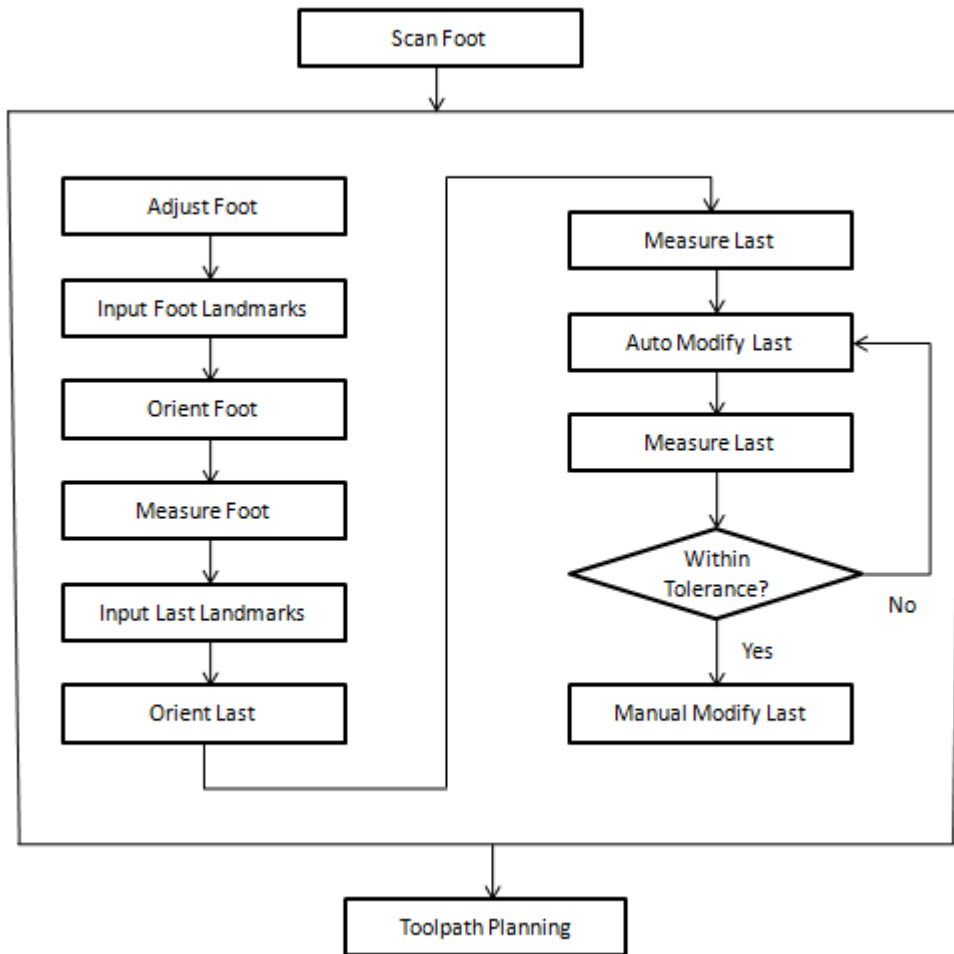 Scan Foot
Adjust Foot
Input Foot Landmarks
Orient Foot
Measure Foot
Input Last Landmarks
Orient Last
Measure Last
Auto Modify Last
Measure Last
Within
Tolerance?
No
Yes
Manual Modify Last
Toolpath Planning